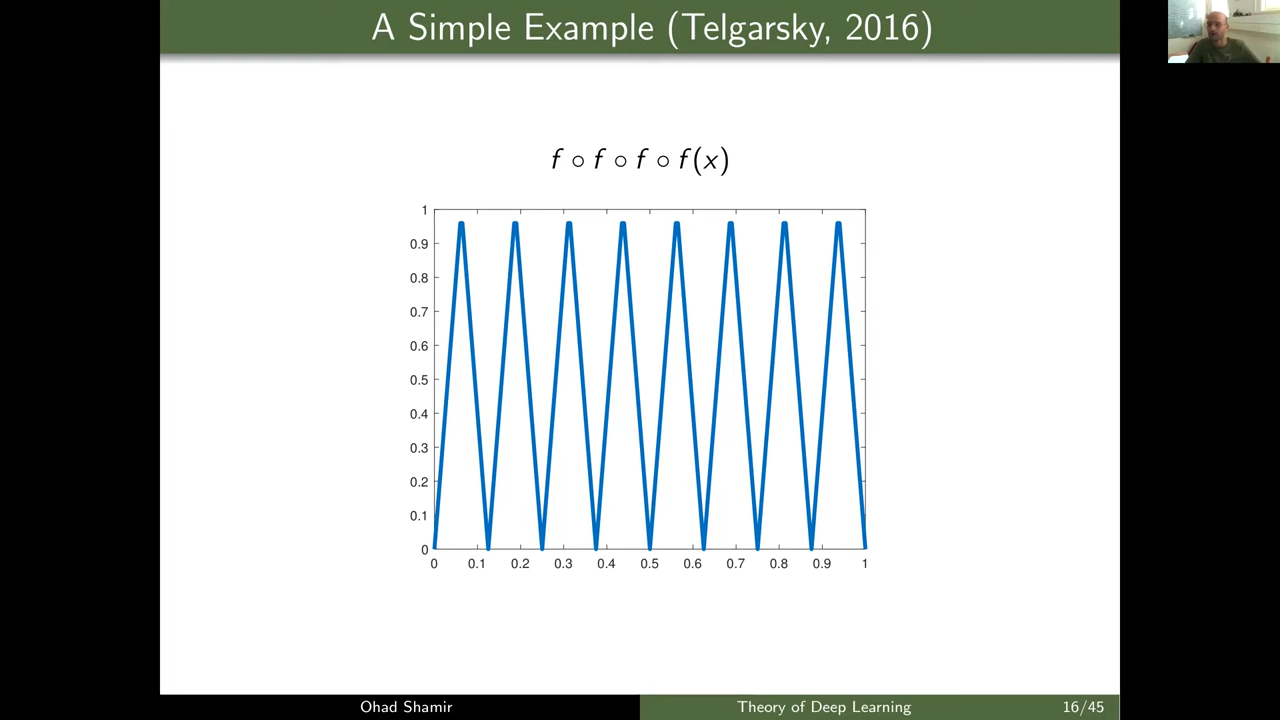 A Simple Example (Telgarsky, 2016)
f ∘ f ∘ f ∘ f(x)
1
0.9
0.8
0.7
0.6
0.5
0.4
0.3
0.2
0.1
0
0 0.1 0.2 0.3 0.4 0.5 0.6 0.7 0.8 0.9 1
Ohad Shamir Theory of Deep Learning 16/45